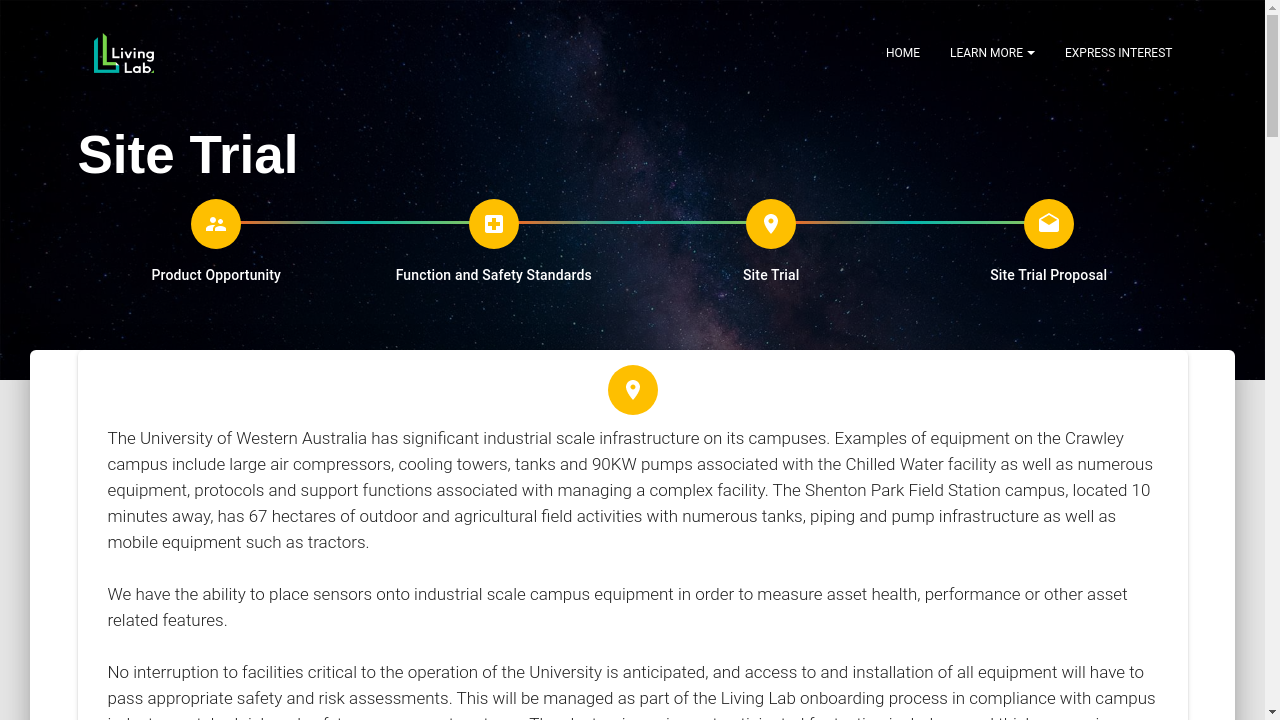 Living
Lab.
HOME
LEARN MORE
EXPRESS INTEREST
Site Trial
Product Opportunity
Function and Safety Standards
Site Trial
Site Trial Proposal
The University of Western Australia has significant industrial scale infrastructure on its campuses. Examples of equipment on the Crawley
campus include large air compressors, cooling towers, tanks and 90KW pumps associated with the Chilled Water facility as well as numerous
equipment, protocols and support functions associated with managing a complex facility. The Shenton Park Field Station campus, located 10
minutes away, has 67 hectares of outdoor and agricultural field activities with numerous tanks, piping and pump infrastructure as well as
mobile equipment such as tractors.
We have the ability to place sensors onto industrial scale campus equipment in order to measure asset health, performance or other asset
related features.
No interruption to facilities critical to the operation of the University is anticipated, and access to and installation of all equipment will have to
pass appropriate safety and risk assessments. This will be managed as part of the Living Lab onboarding process in compliance with campus